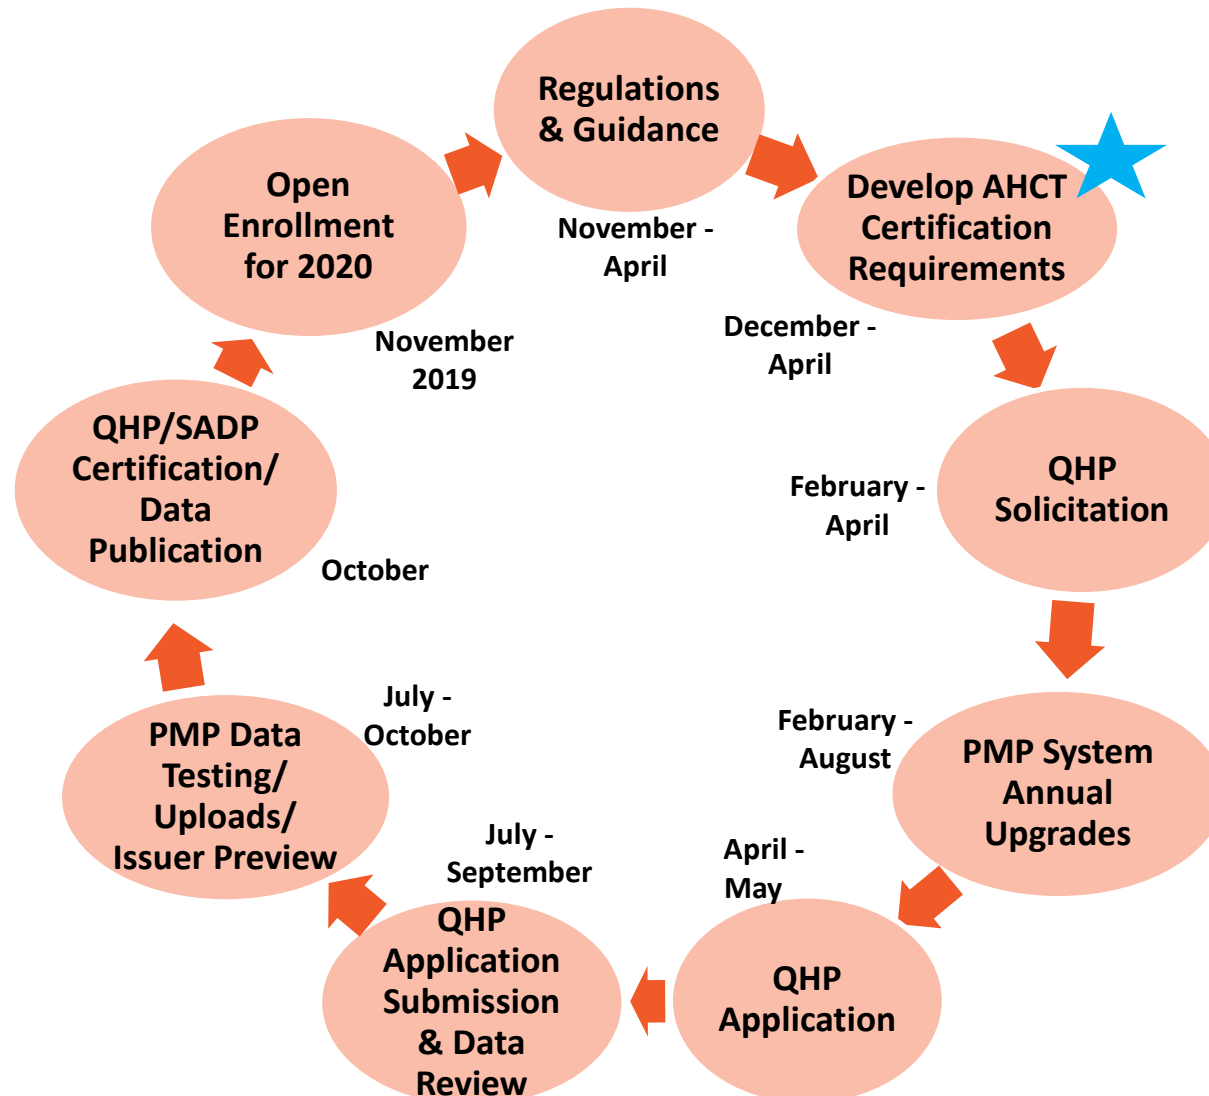 Regulations
& Guidance
November -
April
Develop AHCT
Certification
Requirements
December -
April
QHP
Solicitation
February -
April
PMP System
Annual
Upgrades
February -
August
QHP
Application
April -
May
QHP
Application
Submission
& Data
Review
July -
September
PMP Data
Testing/
Uploads/
Issuer Preview
July -
October
QHP/SADP
Certification/
Data
Publication
October
Open
Enrollment
for 2020
November
2019